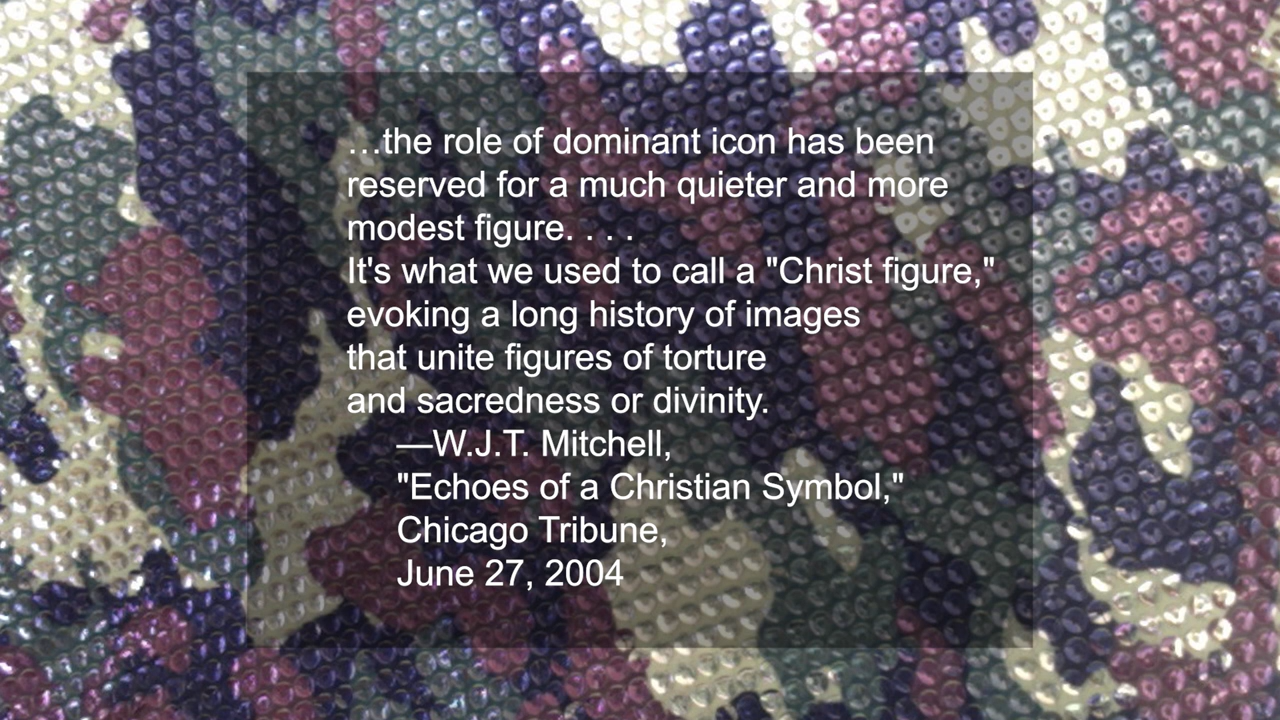 …the role of dominant icon has been
reserved for a much quieter and more
modest figure. . . .
It's what we used to call a "Christ figure,"
evoking a long history of images
that unite figures of torture
and sacredness or divinity.
—W.J.T. Mitchell,
"Echoes of a Christian Symbol,"
Chicago Tribune,
June 27, 2004